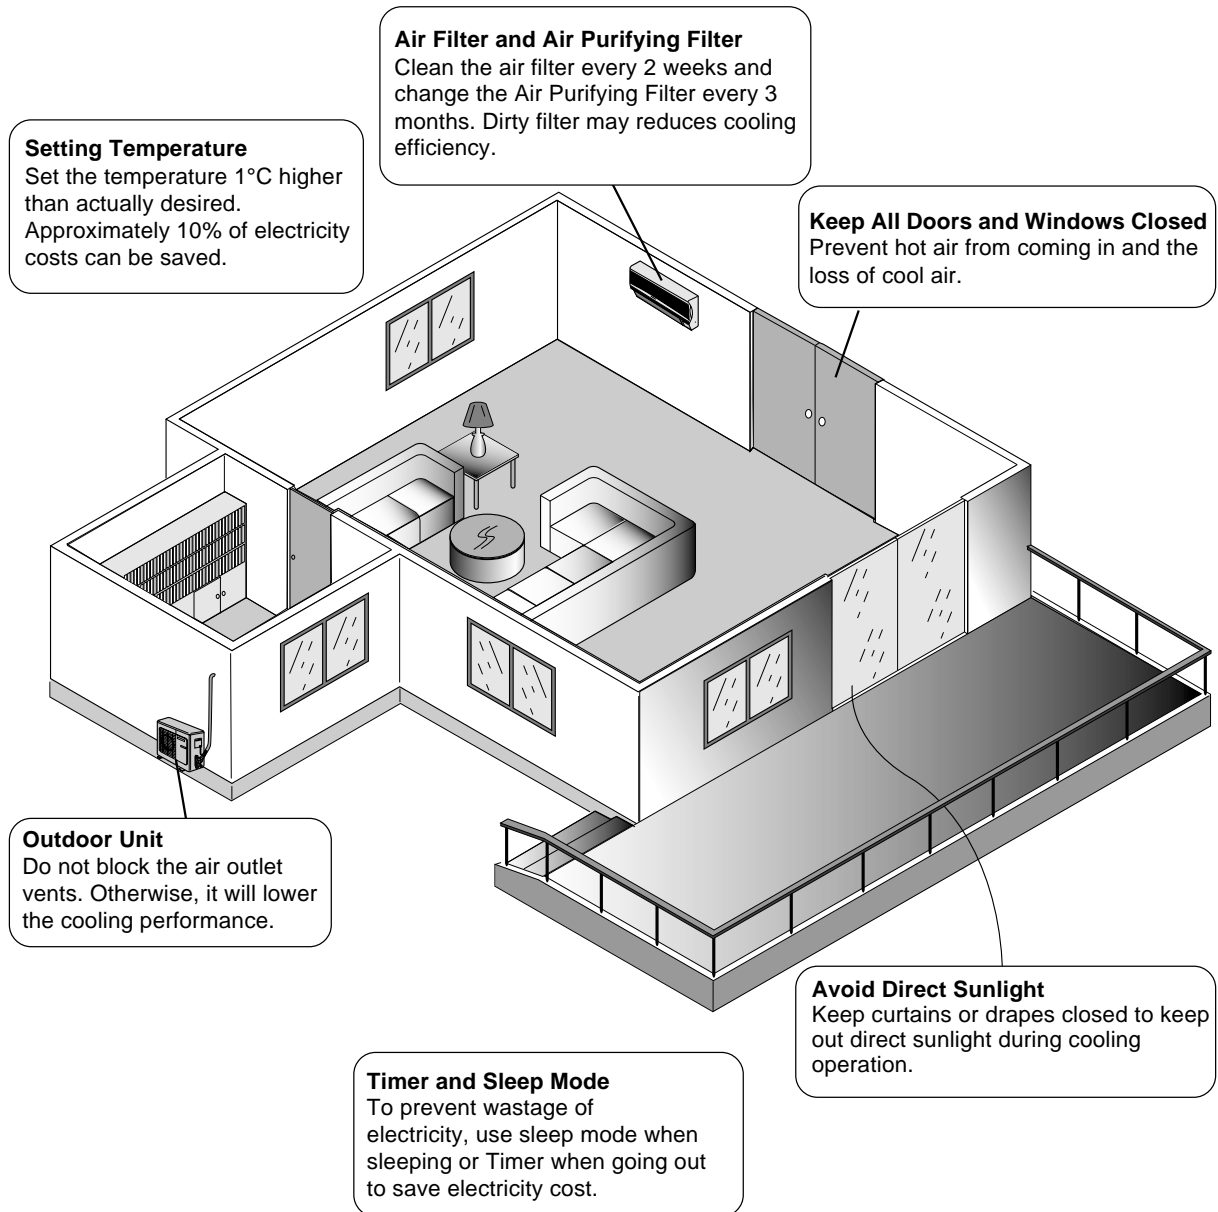 Air Filter and Air Purifying Filter
Clean the air filter every 2 weeks and
change the Air Purifying Filter every 3
months. Dirty filter may reduces cooling
efficiency.
Setting Temperature
Set the temperature 1°C higher
than actually desired.
Approximately 10% of electricity
costs can be saved.
Keep All Doors and Windows Closed
Prevent hot air from coming in and the
loss of cool air.
Outdoor Unit
Do not block the air outlet
vents. Otherwise, it will lower
the cooling performance.
Avoid Direct Sunlight
Keep curtains or drapes closed to keep
out direct sunlight during cooling
operation.
Timer and Sleep Mode
To prevent wastage of
electricity, use sleep mode when
sleeping or Timer when going out
to save electricity cost.